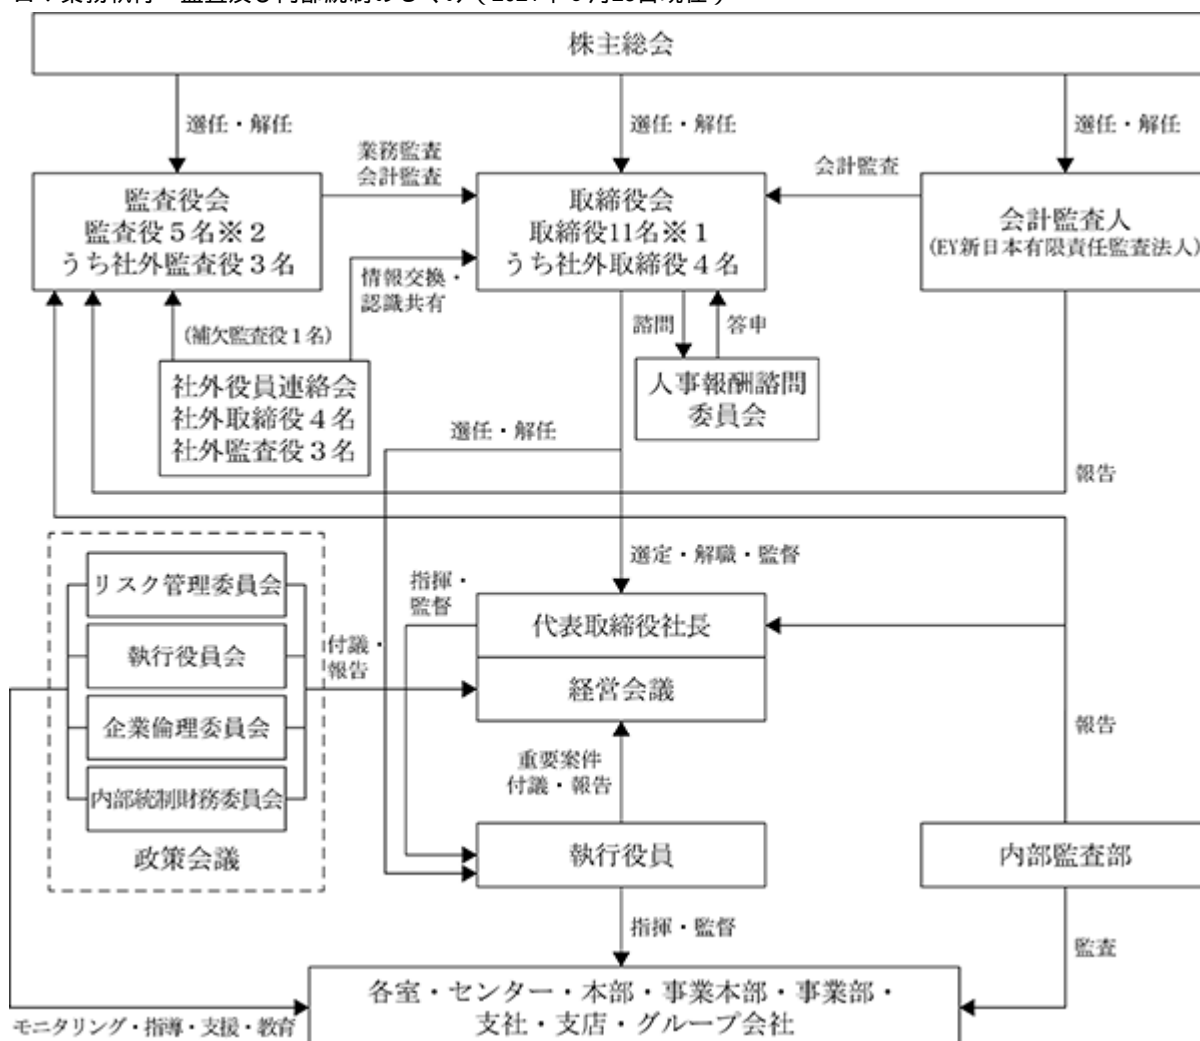 株主総会
選任・解任
選任・解任
選任・解任
業務監査
会計監査
会計監査
監査役会
監査役5名※2
うち社外監査役3名
取締役会
取締役11名※1
うち社外取締役4名
会計監査人
(EY新日本有限責任監査法人)
情報交換・
認識共有
(補欠監査役1名)
諮問
答申
社外役員連絡会
社外取締役4名
社外監査役3名
人事報酬諮問
委員会
選任・解任
報告
選定・解職・監督
指揮・
監督
リスク管理委員会
執行役員会
企業倫理委員会
内部統制財務委員会
政策会議
付議・
報告
代表取締役社長
経営会議
報告
重要案件
付議・報告
執行役員
内部監査部
指揮・監督
監査
各室・センター・本部・事業本部・事業部・
支社・支店・グループ会社
モニタリング・指導・支援・教育